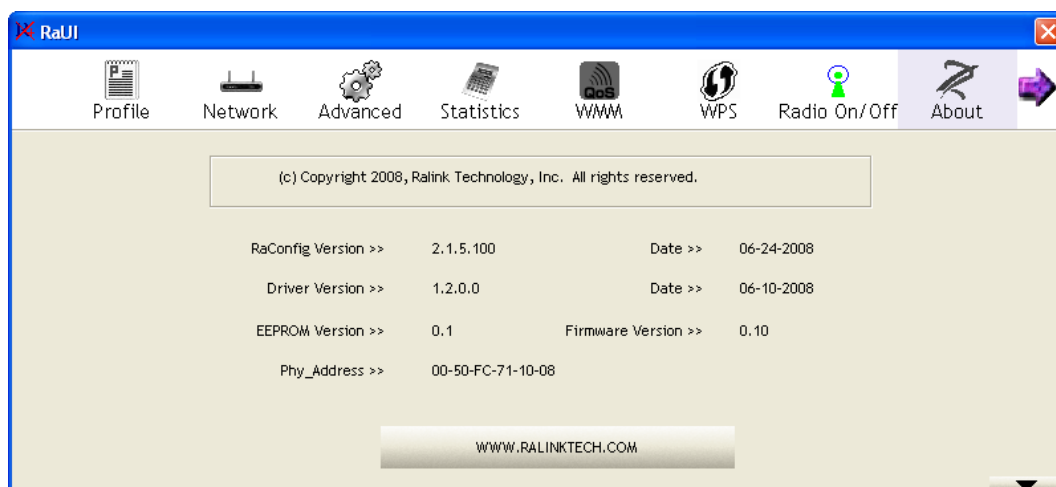 RaUI
P
Profile
Network
Advanced
Statistics
QoS
WMM
WPS
Radio On/Off
About
(c) Copyright 2008, Ralink Technology, Inc. All rights reserved.
RaConfig Version >> 2.1.5.100 Date >> 06-24-2008
Driver Version >> 1.2.0.0 Date >> 06-10-2008
EEPROM Version >> 0.1 Firmware Version >> 0.10
Phy_Address >> 00-50-FC-71-10-08
WWW.RALINKTECH.COM